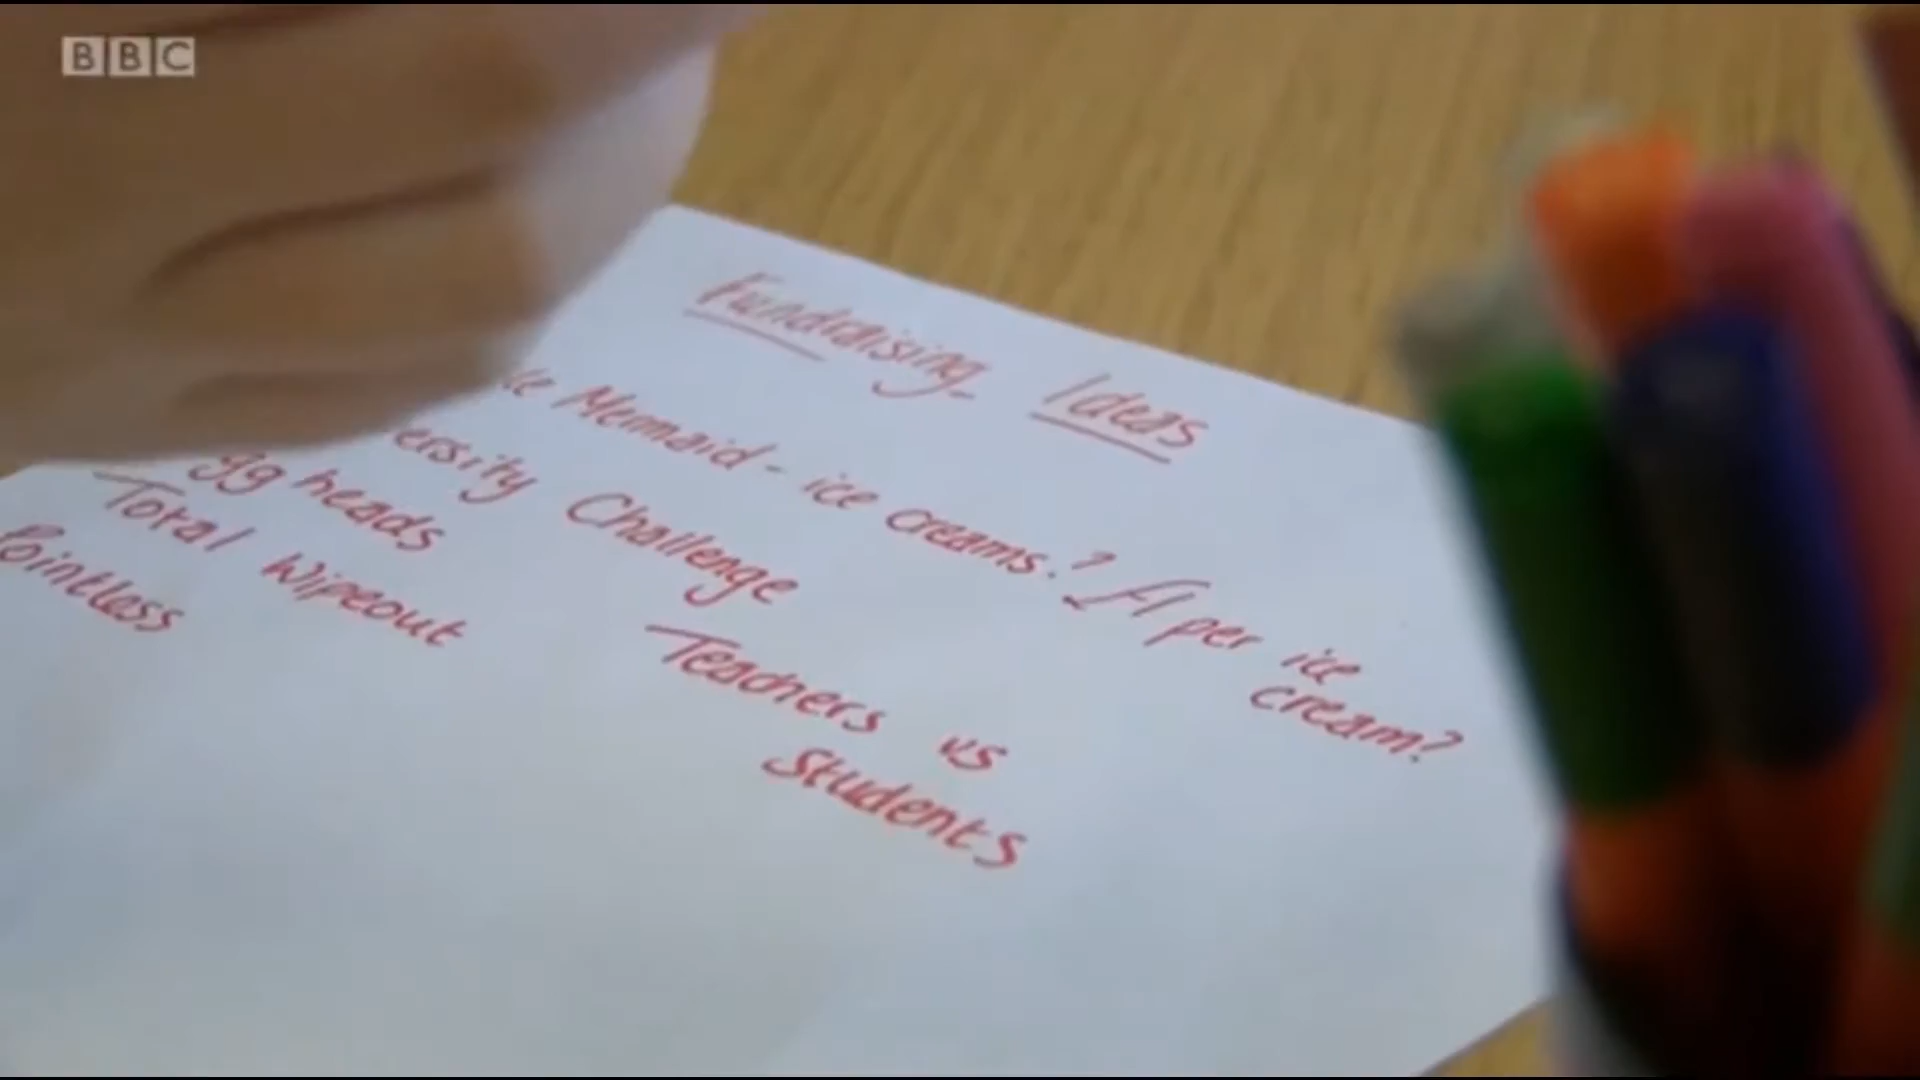 BBC
Fundraising Ideas
Mermaid - ice creams? £1 per ice
cream?
ersity Challenge
gg heads
Total Wipeout
Pointless
Teachers vs
Students